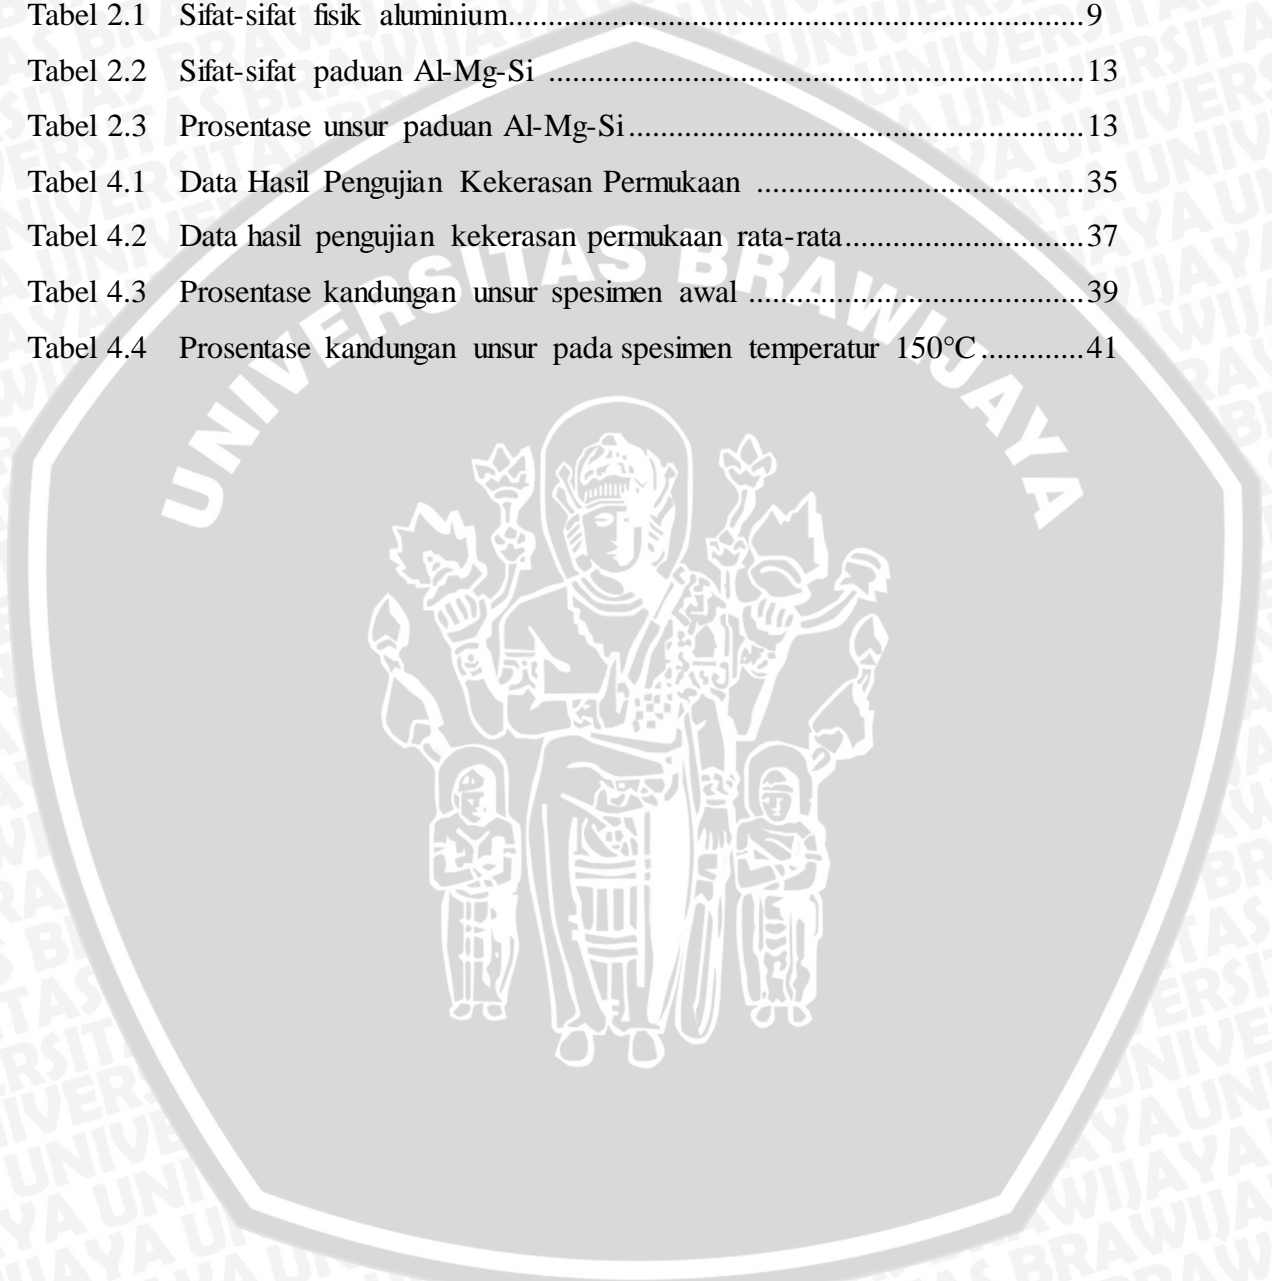 Tabel 2.1 Sifat-sifat fisik aluminium........................................................................9
Tabel 2.2 Sifat-sifat paduan Al-Mg-Si ...................................................................13
Tabel 2.3 Prosentase unsur paduan Al-Mg-Si.........................................................13
Tabel 4.1 Data Hasil Pengujian Kekerasan Permukaan .........................................35
Tabel 4.2 Data hasil pengujian kekerasan permukaan rata-rata..............................37
Tabel 4.3 Prosentase kandungan unsur spesimen awal ..........................................39
Tabel 4.4 Prosentase kandungan unsur pada spesimen temperatur 150°C.............41
UNIVERSITAS BRAWIJAYA